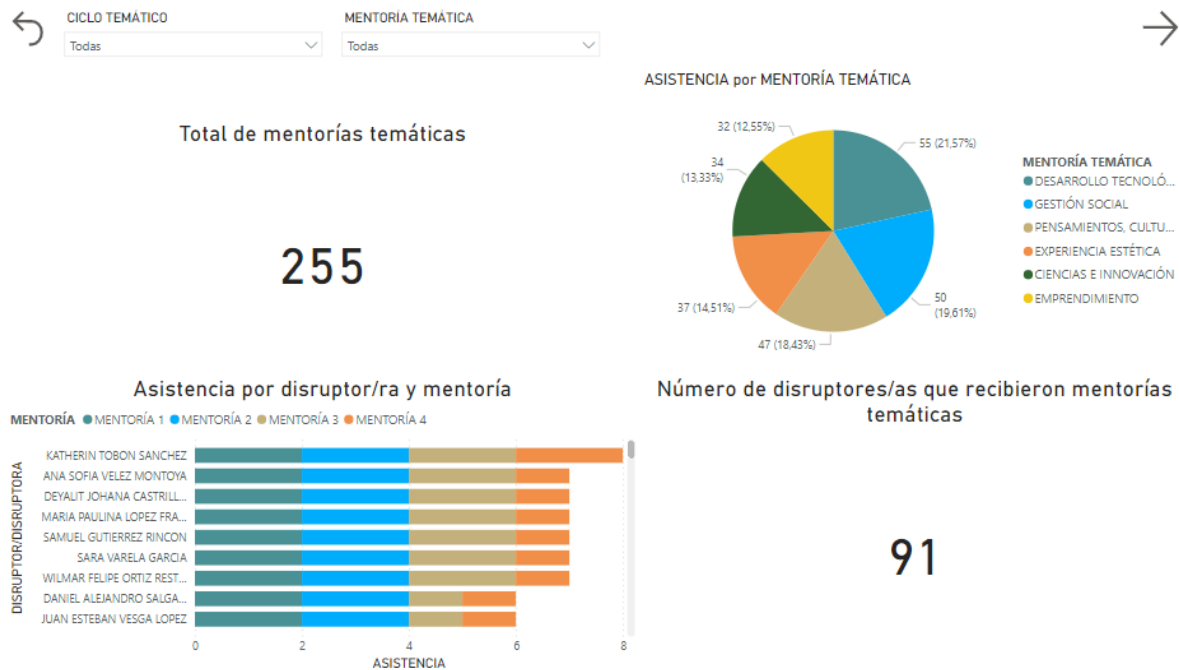 CICLO TEMÁTICO
Todas
MENTORÍA TEMÁTICA
Todas
Total de mentorías temáticas
255
ASISTENCIA por MENTORÍA TEMÁTICA
32 (12,55%)
55 (21,57%)
34
(13,33%)
37 (14,51%)
50
(19,61%)
47 (18,43%)
MENTORÍA TEMÁTICA
DESARROLLO TECNOLÓ...
GESTIÓN SOCIAL
PENSAMIENTOS, CULTU...
EXPERIENCIA ESTÉTICA
CIENCIAS E INNOVACIÓN
EMPRENDIMIENTO
Asistencia por disruptor/ra y mentoría
MENTORÍA MENTORÍA 1 MENTORÍA 2 MENTORÍA 3 MENTORÍA 4
DISRUPTOR/DISRUPTORA
KATHERIN TOBON SANCHEZ
ANA SOFIA VELEZ MONTOYA
DEYALIT JOHANA CASTRILL...
MARIA PAULINA LOPEZ FRA...
SAMUEL GUTIERREZ RINCON
SARA VARELA GARCIA
WILMAR FELIPE ORTIZ REST...
DANIEL ALEJANDRO SALGA...
JUAN ESTEBAN VESGA LOPEZ
0 2 4 6 8
ASISTENCIA
Número de disruptores/as que recibieron mentorías
temáticas
91